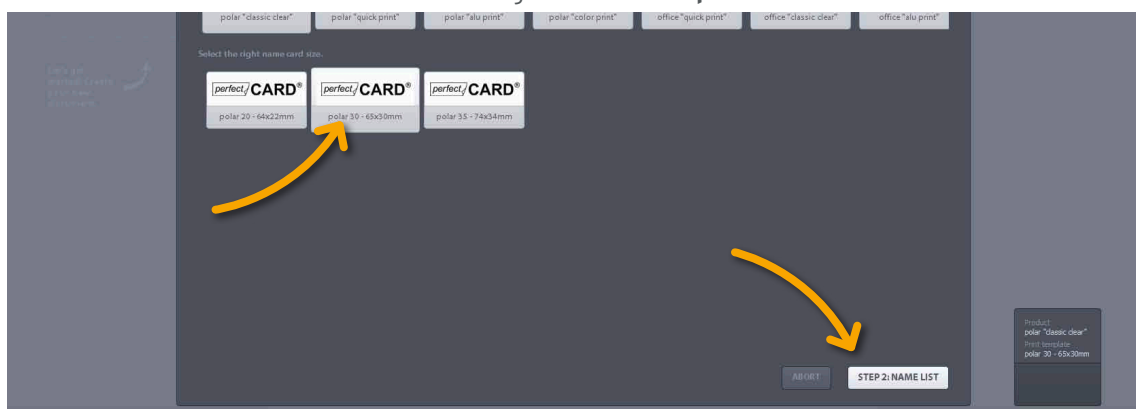 polar "classic clear"
polar "quick print"
polar "alu print"
polar "color print"
office "quick print"
office "classic clear"
office "alu print"
Select the right name card size.
perfect CARD®
perfect CARD®
perfect CARD®
polar 20 - 64x22mm
polar 30 - 65x30mm
polar 35 - 74x34mm
Product
polar "classic clear"
Print template
polar 30 - 65x30mm
ABORT
STEP 2: NAME LIST